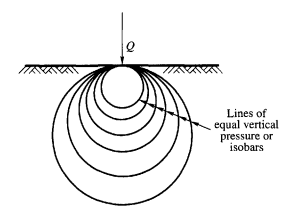 Q
Lines of
equal vertical
pressure or
isobars